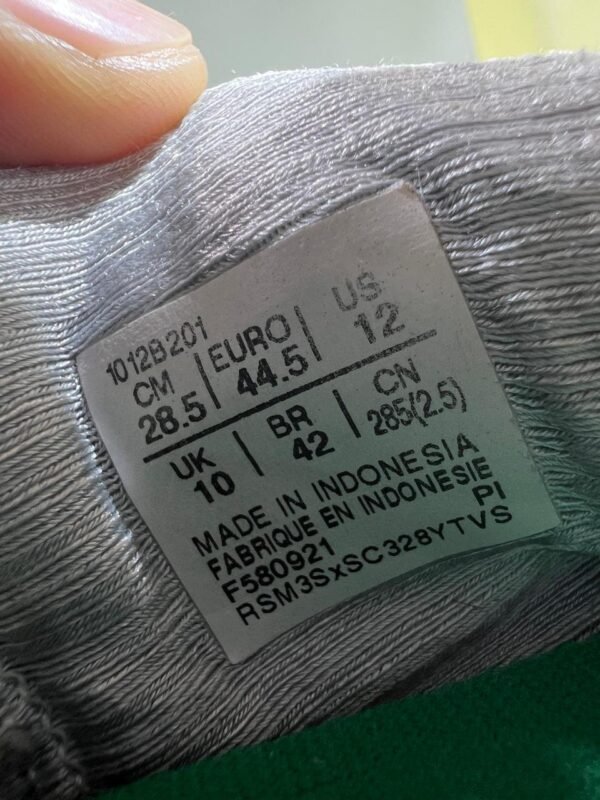 1012B201
CM | EURO | US
28.5 | 44.5 | 12
UK | BR | CN
10 | 42 | 285(2.5)
MADE IN INDONESIA
FABRIQUE EN INDONESIE
F580921 PI
RSM3SxSC328YTVS